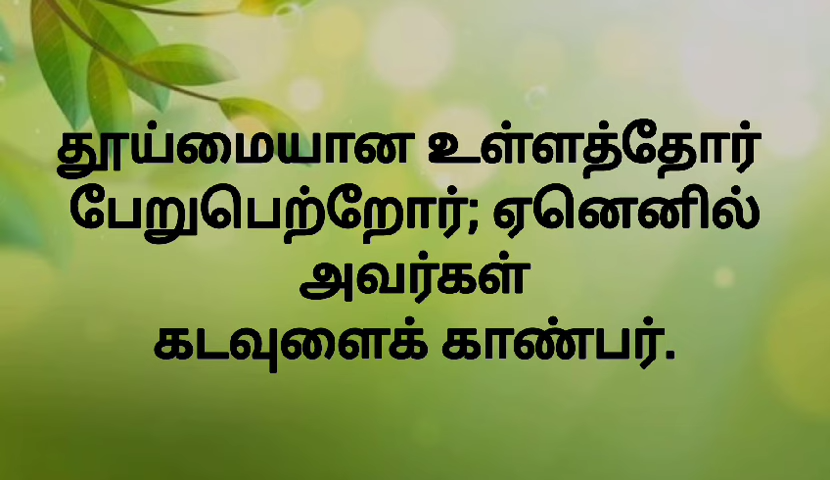 தூய்மையான உள்ளத்தோர்
பேறுபெற்றோர்; ஏனெனில்
அவர்கள்
கடவுளைக் காண்பர்.